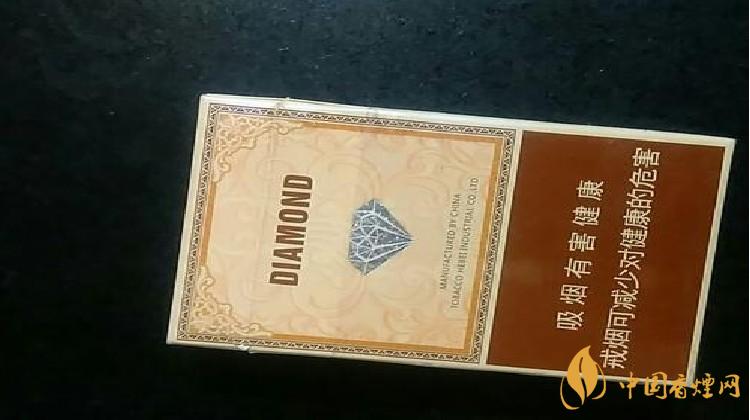 DIAMOND
MANUFACTURED BY CHINA
TOBACCO HEBEI INDUSTRIAL CO.,LTD
吸烟有害健康
戒烟可减少对健康的危害
中国香烟网